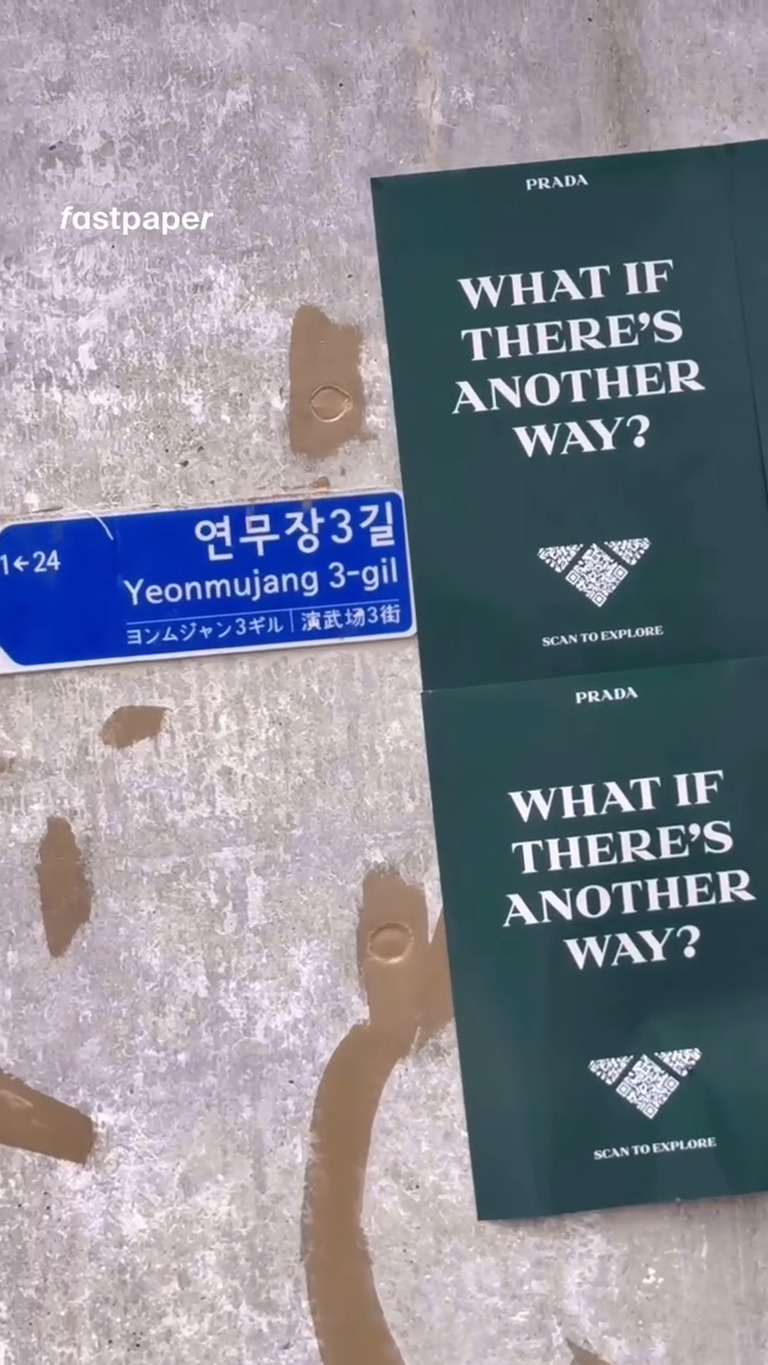 fastpaper
PRADA
WHAT IF
THERE'S
ANOTHER
WAY?
SCAN TO EXPLORE
연무장3길
1←24
Yeonmujang 3-gil
ヨンムジャン3ギル | 演武场3街
PRADA
WHAT IF
THERE'S
ANOTHER
WAY?
SCAN TO EXPLORE